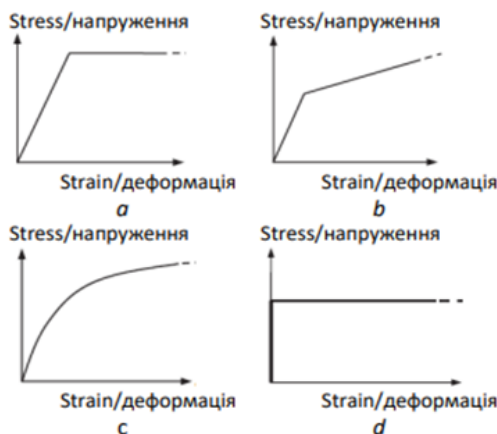 Stress/напруження
Stress/напруження
Strain/деформація
Strain/деформація
a
b
Stress/напруження
Stress/напруження
Strain/деформація
Strain/деформація
c
d